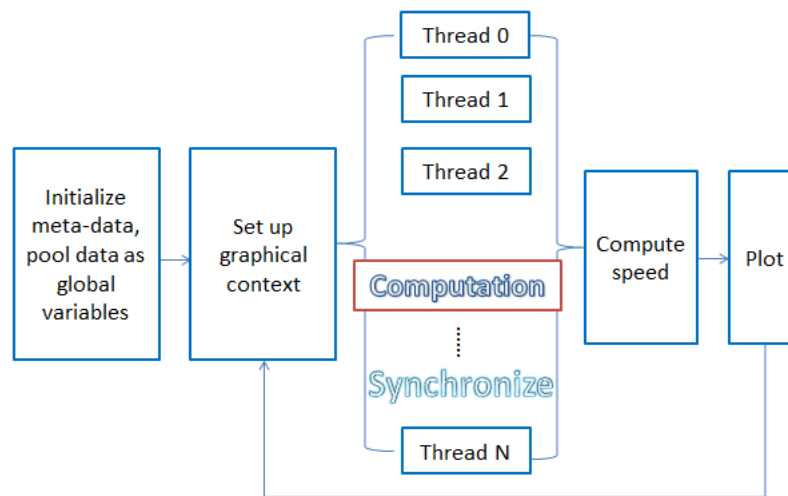 Initialize
meta-data,
pool data as
global
variables
Set up
graphical
context
Thread 0
Thread 1
Thread 2
Computation
Synchronize
Thread N
Compute
speed
Plot